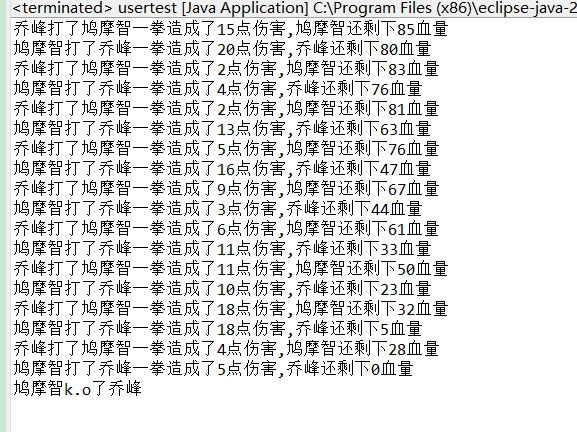 <terminated> usertest [Java Application] C:\Program Files (x86)\eclipse-java-2
乔峰打了鸠摩智一拳造成了15点伤害,鸠摩智还剩下85血量
鸠摩智打了乔峰一拳造成了20点伤害,乔峰还剩下80血量
乔峰打了鸠摩智一拳造成了2点伤害,鸠摩智还剩下83血量
鸠摩智打了乔峰一拳造成了4点伤害,乔峰还剩下76血量
乔峰打了鸠摩智一拳造成了2点伤害,鸠摩智还剩下81血量
鸠摩智打了乔峰一拳造成了13点伤害,乔峰还剩下63血量
乔峰打了鸠摩智一拳造成了5点伤害,鸠摩智还剩下76血量
鸠摩智打了乔峰一拳造成了16点伤害,乔峰还剩下47血量
乔峰打了鸠摩智一拳造成了9点伤害,鸠摩智还剩下67血量
鸠摩智打了乔峰一拳造成了3点伤害,乔峰还剩下44血量
乔峰打了鸠摩智一拳造成了6点伤害,鸠摩智还剩下61血量
鸠摩智打了乔峰一拳造成了11点伤害,乔峰还剩下33血量
乔峰打了鸠摩智一拳造成了11点伤害,鸠摩智还剩下50血量
鸠摩智打了乔峰一拳造成了10点伤害,乔峰还剩下23血量
乔峰打了鸠摩智一拳造成了18点伤害,鸠摩智还剩下32血量
鸠摩智打了乔峰一拳造成了18点伤害,乔峰还剩下5血量
乔峰打了鸠摩智一拳造成了4点伤害,鸠摩智还剩下28血量
鸠摩智打了乔峰一拳造成了5点伤害,乔峰还剩下0血量
鸠摩智k.o了乔峰